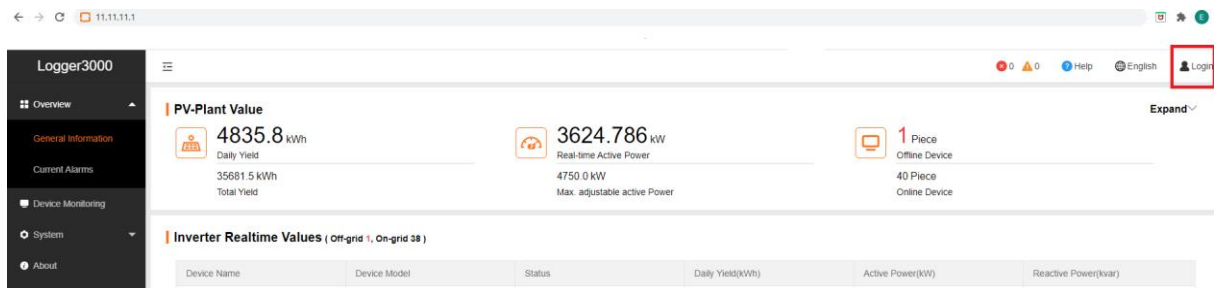 11.11.11.1
E
Logger3000
0 0 Help English Login
Overview
General Information
Current Alarms
Device Monitoring
System
About
PV-Plant Value
Expand
4835.8 kWh
Daily Yield
35681.5 kWh
Total Yield
3624.786 kW
Real-time Active Power
4750.0 kW
Max. adjustable active Power
1 Piece
Offline Device
40 Piece
Online Device
Inverter Realtime Values ( Off-grid 1, On-grid 38 )
Device Name Device Model Status Daily Yield(kWh) Active Power(kW) Reactive Power(kvar)